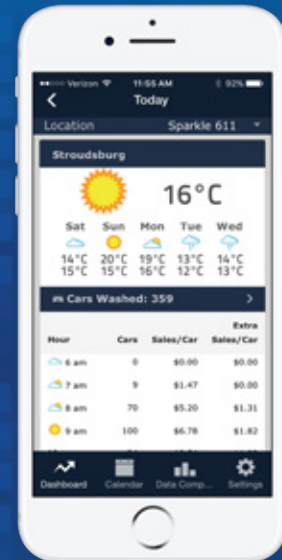 Verizon 11:55 AM 92%
Today
Location Sparkle 611
Stroudsburg
16°C
Sat Sun Mon Tue Wed
14°C 20°C 19°C 13°C 14°C
15°C 15°C 16°C 12°C 13°C
Cars Washed: 359
Extra
Hour Cars Sales/Car Sales/Car
6 am 0 $0.00 $0.00
7 am 9 $1.47 $0.00
8 am 70 $5.20 $1.31
9 am 100 $6.78 $1.82
Dashboard Calendar Data Comp... Settings